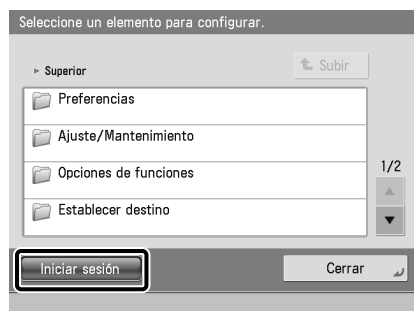 Seleccione un elemento para configurar.
Superior
Subir
Preferencias
Ajuste/Mantenimiento
Opciones de funciones
Establecer destino
1/2
Iniciar sesión
Cerrar